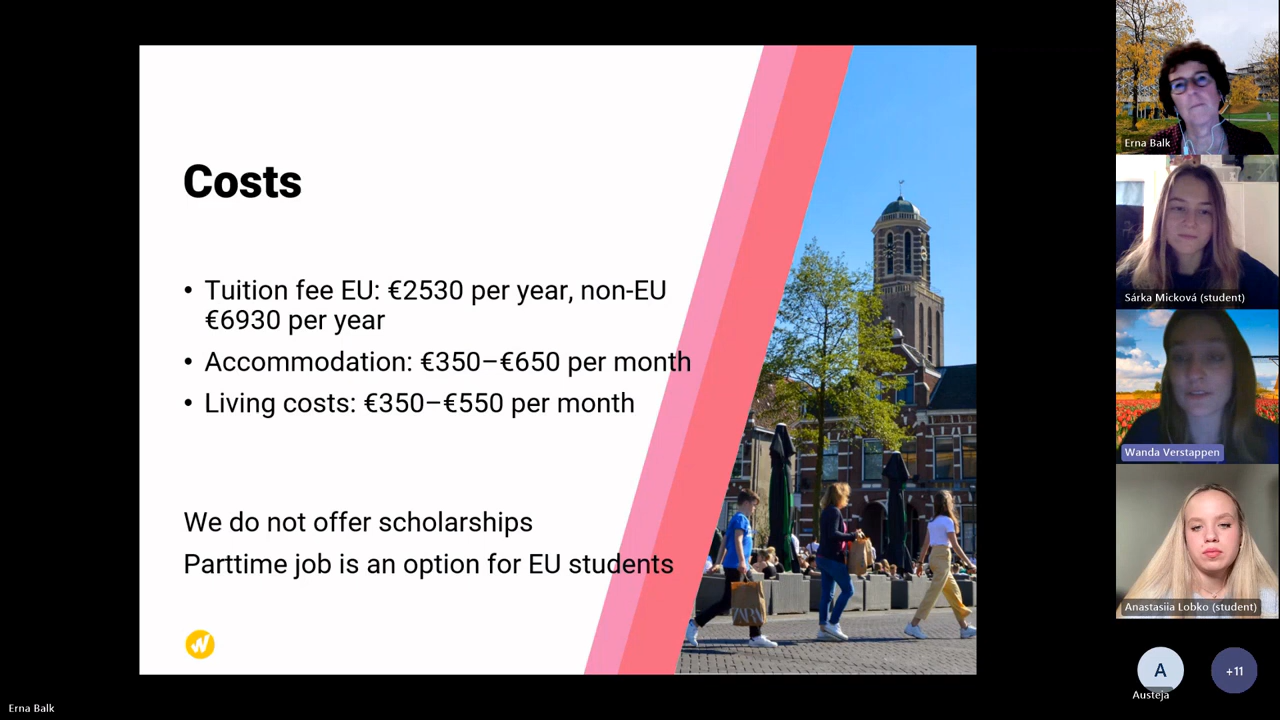 Costs
• Tuition fee EU: €2530 per year, non-EU
€6930 per year
• Accommodation: €350–€650 per month
• Living costs: €350–€550 per month
We do not offer scholarships
Parttime job is an option for EU students
Erna Balk
Sárka Micková (student)
Wanda Verstappen
Anastasiia Lobko (student)
A
Austeja
+11
Erna Balk